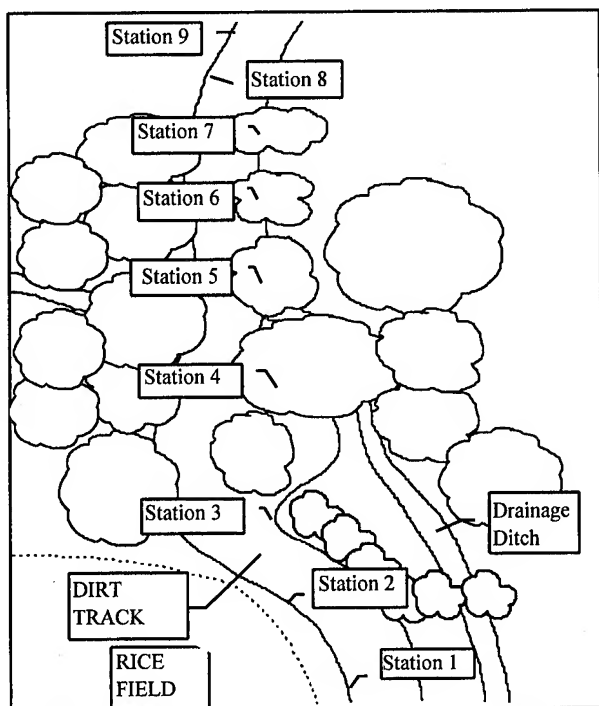 Station 9
Station 8
Station 7
Station 6
Station 5
Station 4
Station 3
Drainage
Ditch
Station 2
DIRT
TRACK
Station 1
RICE
FIELD